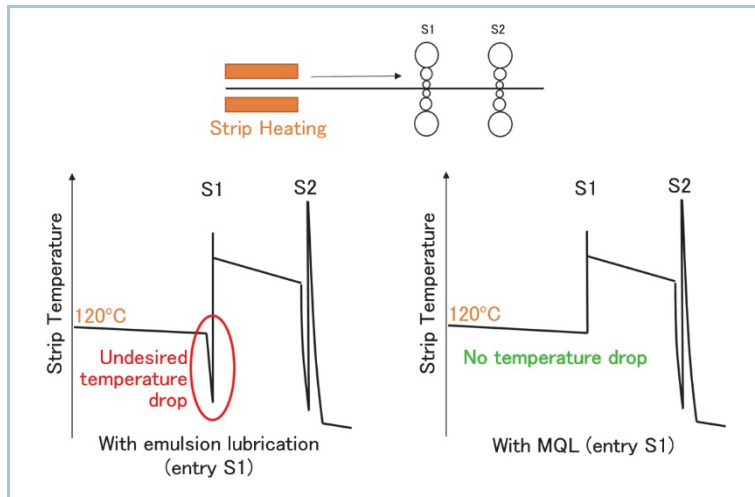 S1
S2
Strip Heating
S1
S2
Strip Temperature
120°C
Undesired
temperature
drop
With emulsion lubrication
(entry S1)
S1
S2
Strip Temperature
120°C
No temperature drop
With MQL (entry S1)